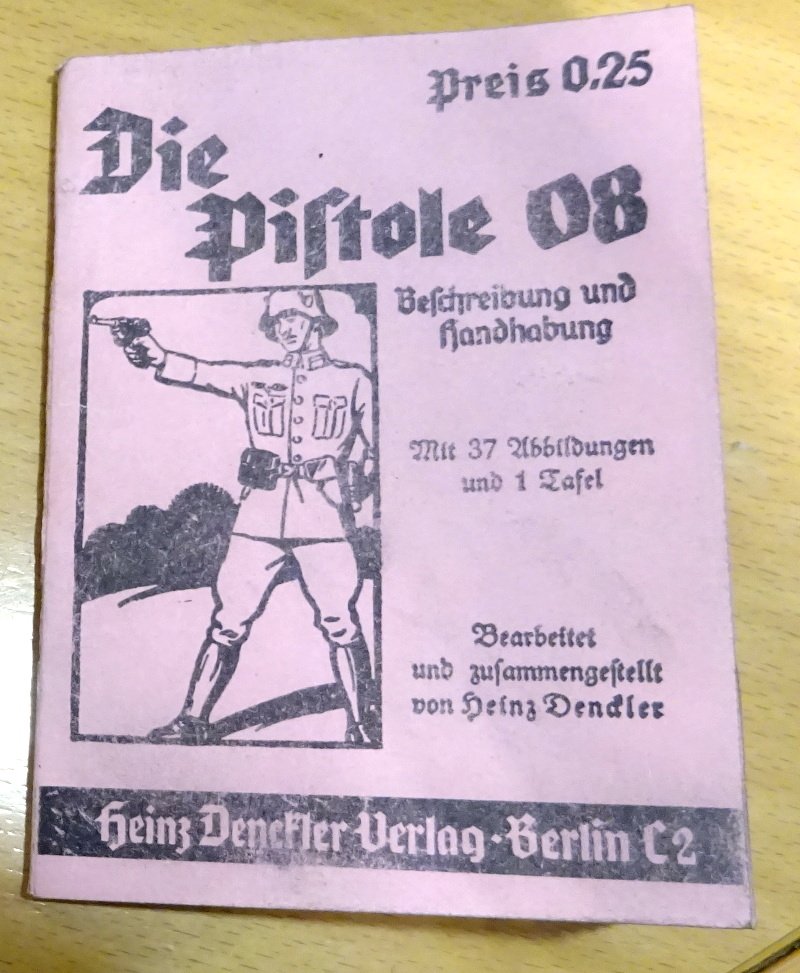 Preis 0.25
Die
Piſtole 08
Beſchreibung und
Handhabung
Mit 37 Abbildungen
und 1 Tafel
Bearbeitet
und zuſammengeſtellt
von Heinz Denckler
Heinz Denckler Verlag · Berlin C 2